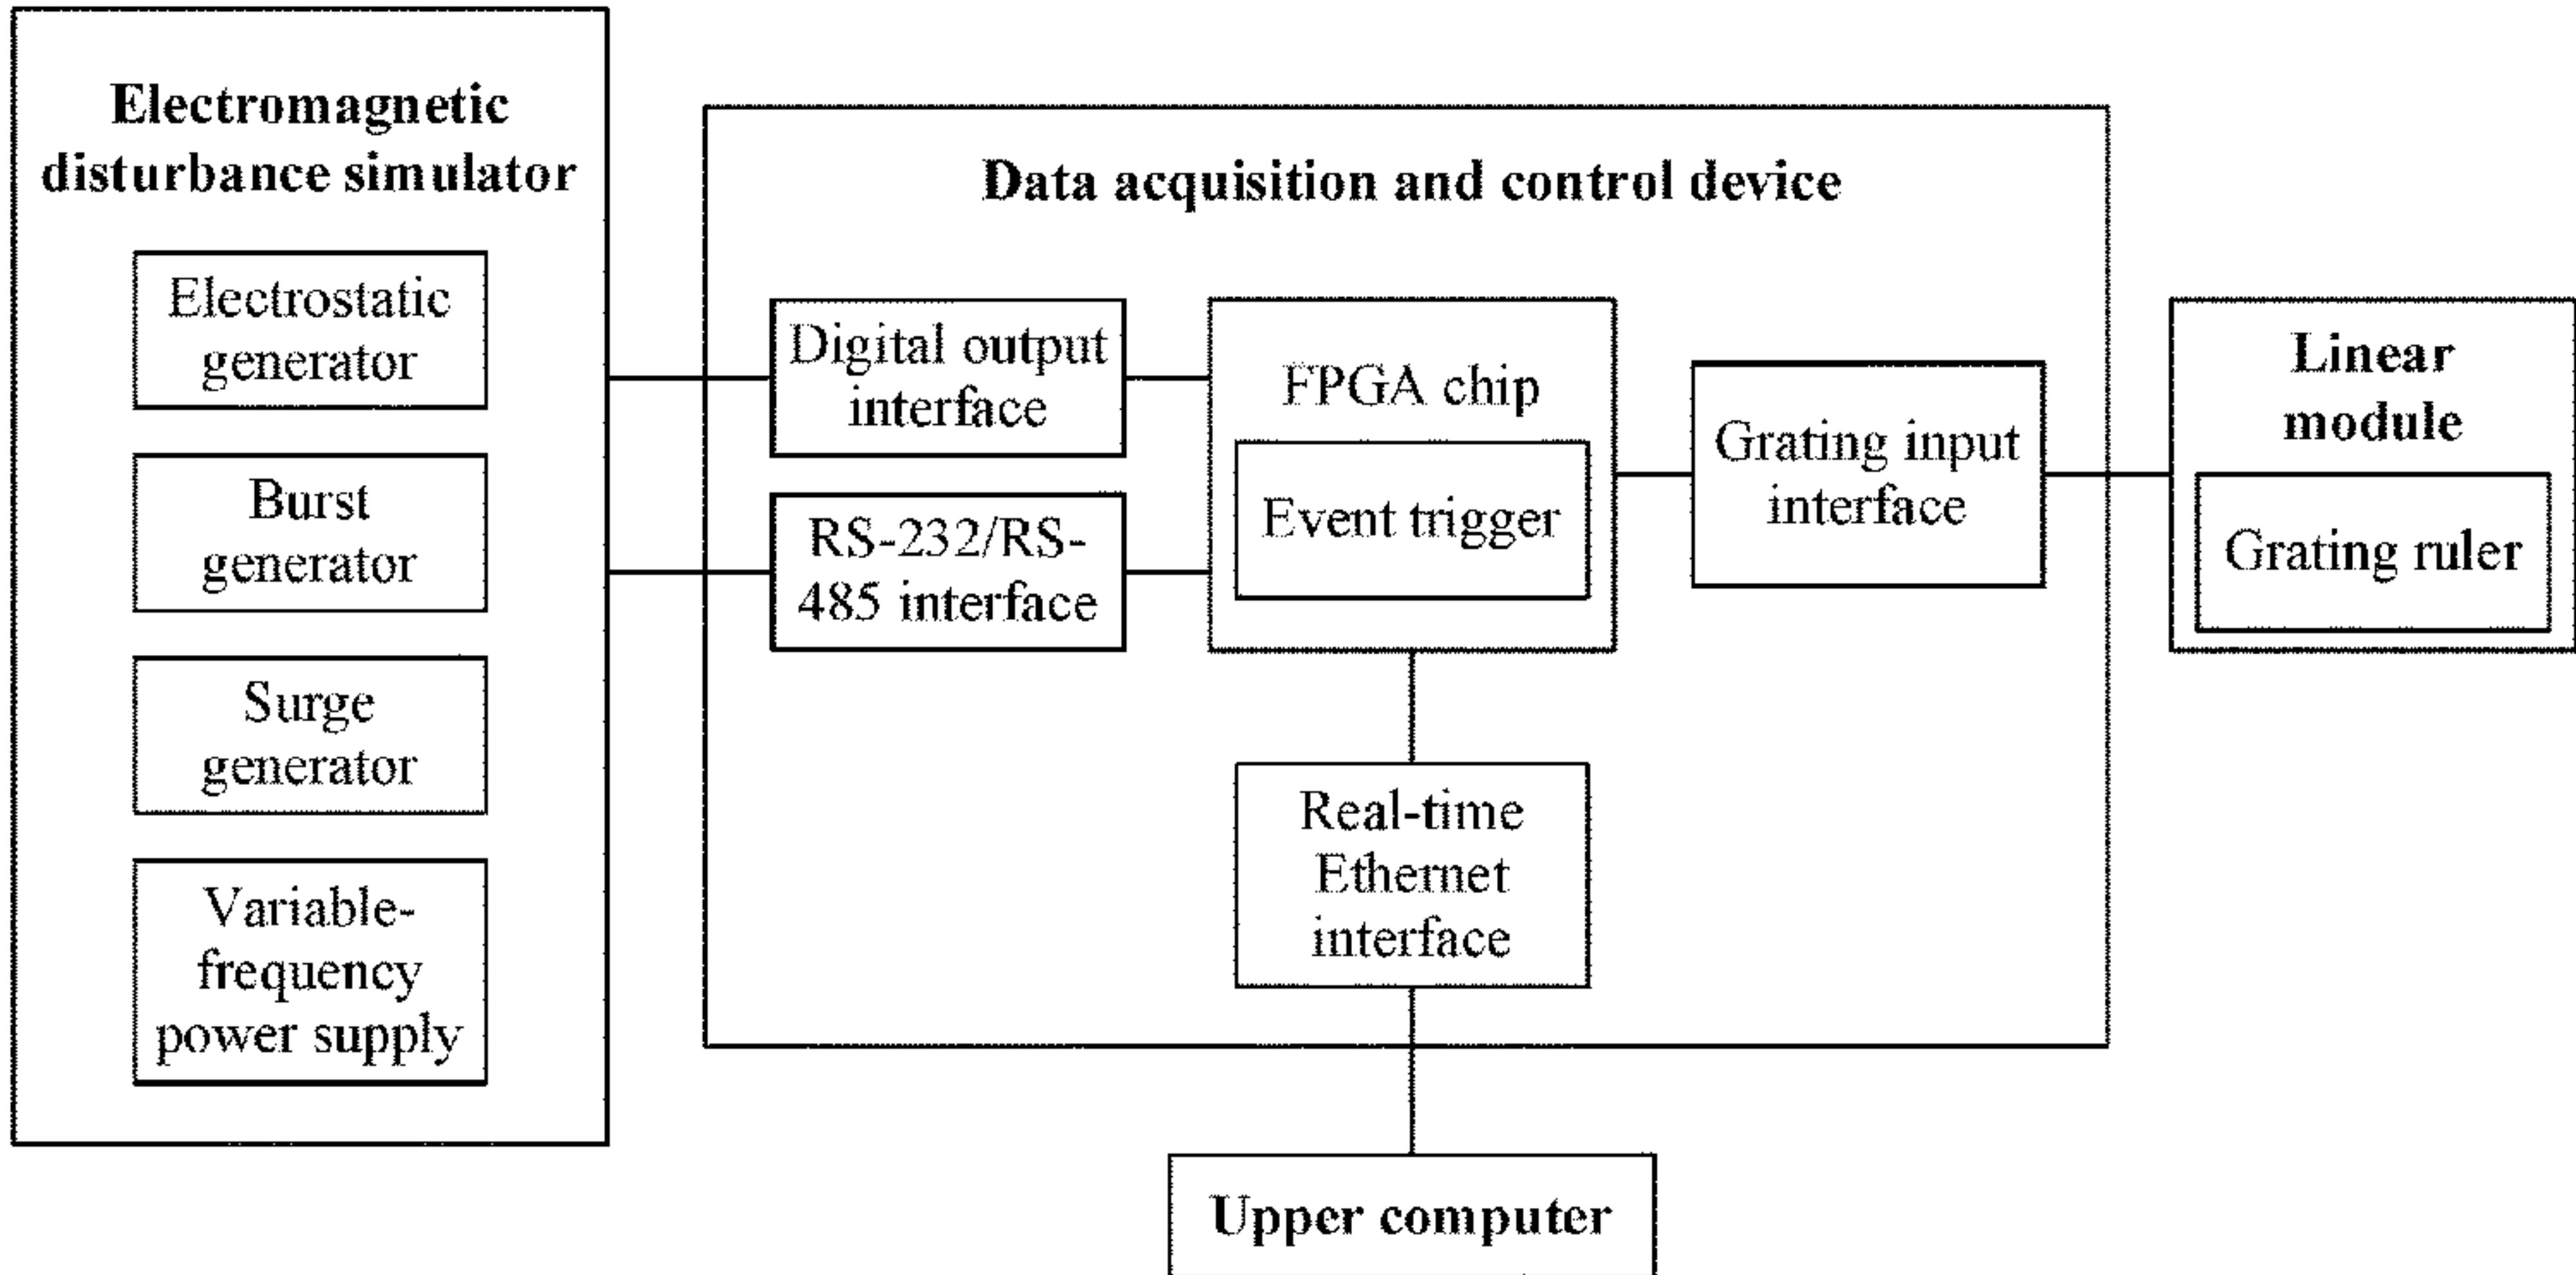 Electromagnetic
disturbance simulator
Electrostatic
generator
Burst
generator
Surge
generator
Variable-
frequency
power supply
Data acquisition and control device
Digital output
interface
RS-232/RS-
485 interface
FPGA chip
Event trigger
Grating input
interface
Real-time
Ethernet
interface
Linear
module
Grating ruler
Upper computer